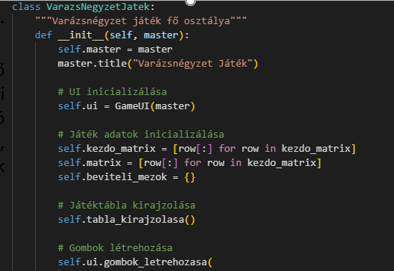 class VarazsNegyzetJatek:
"""Varázsnégyzet játék fő osztálya"""
def __init__(self, master):
self.master = master
master.title("Varázsnégyzet Játék")
# UI inicializálása
self.ui = GameUI(master)
# Játék adatok inicializálása
self.kezdo_matrix = [row[:] for row in kezdo_matrix]
self.matrix = [row[:] for row in kezdo_matrix]
self.beviteli_mezok = {}
# Játéktábla kirajzolása
self.tabla_kirajzolasa()
# Gombok létrehozása
self.ui.gombok_letrehozasa(